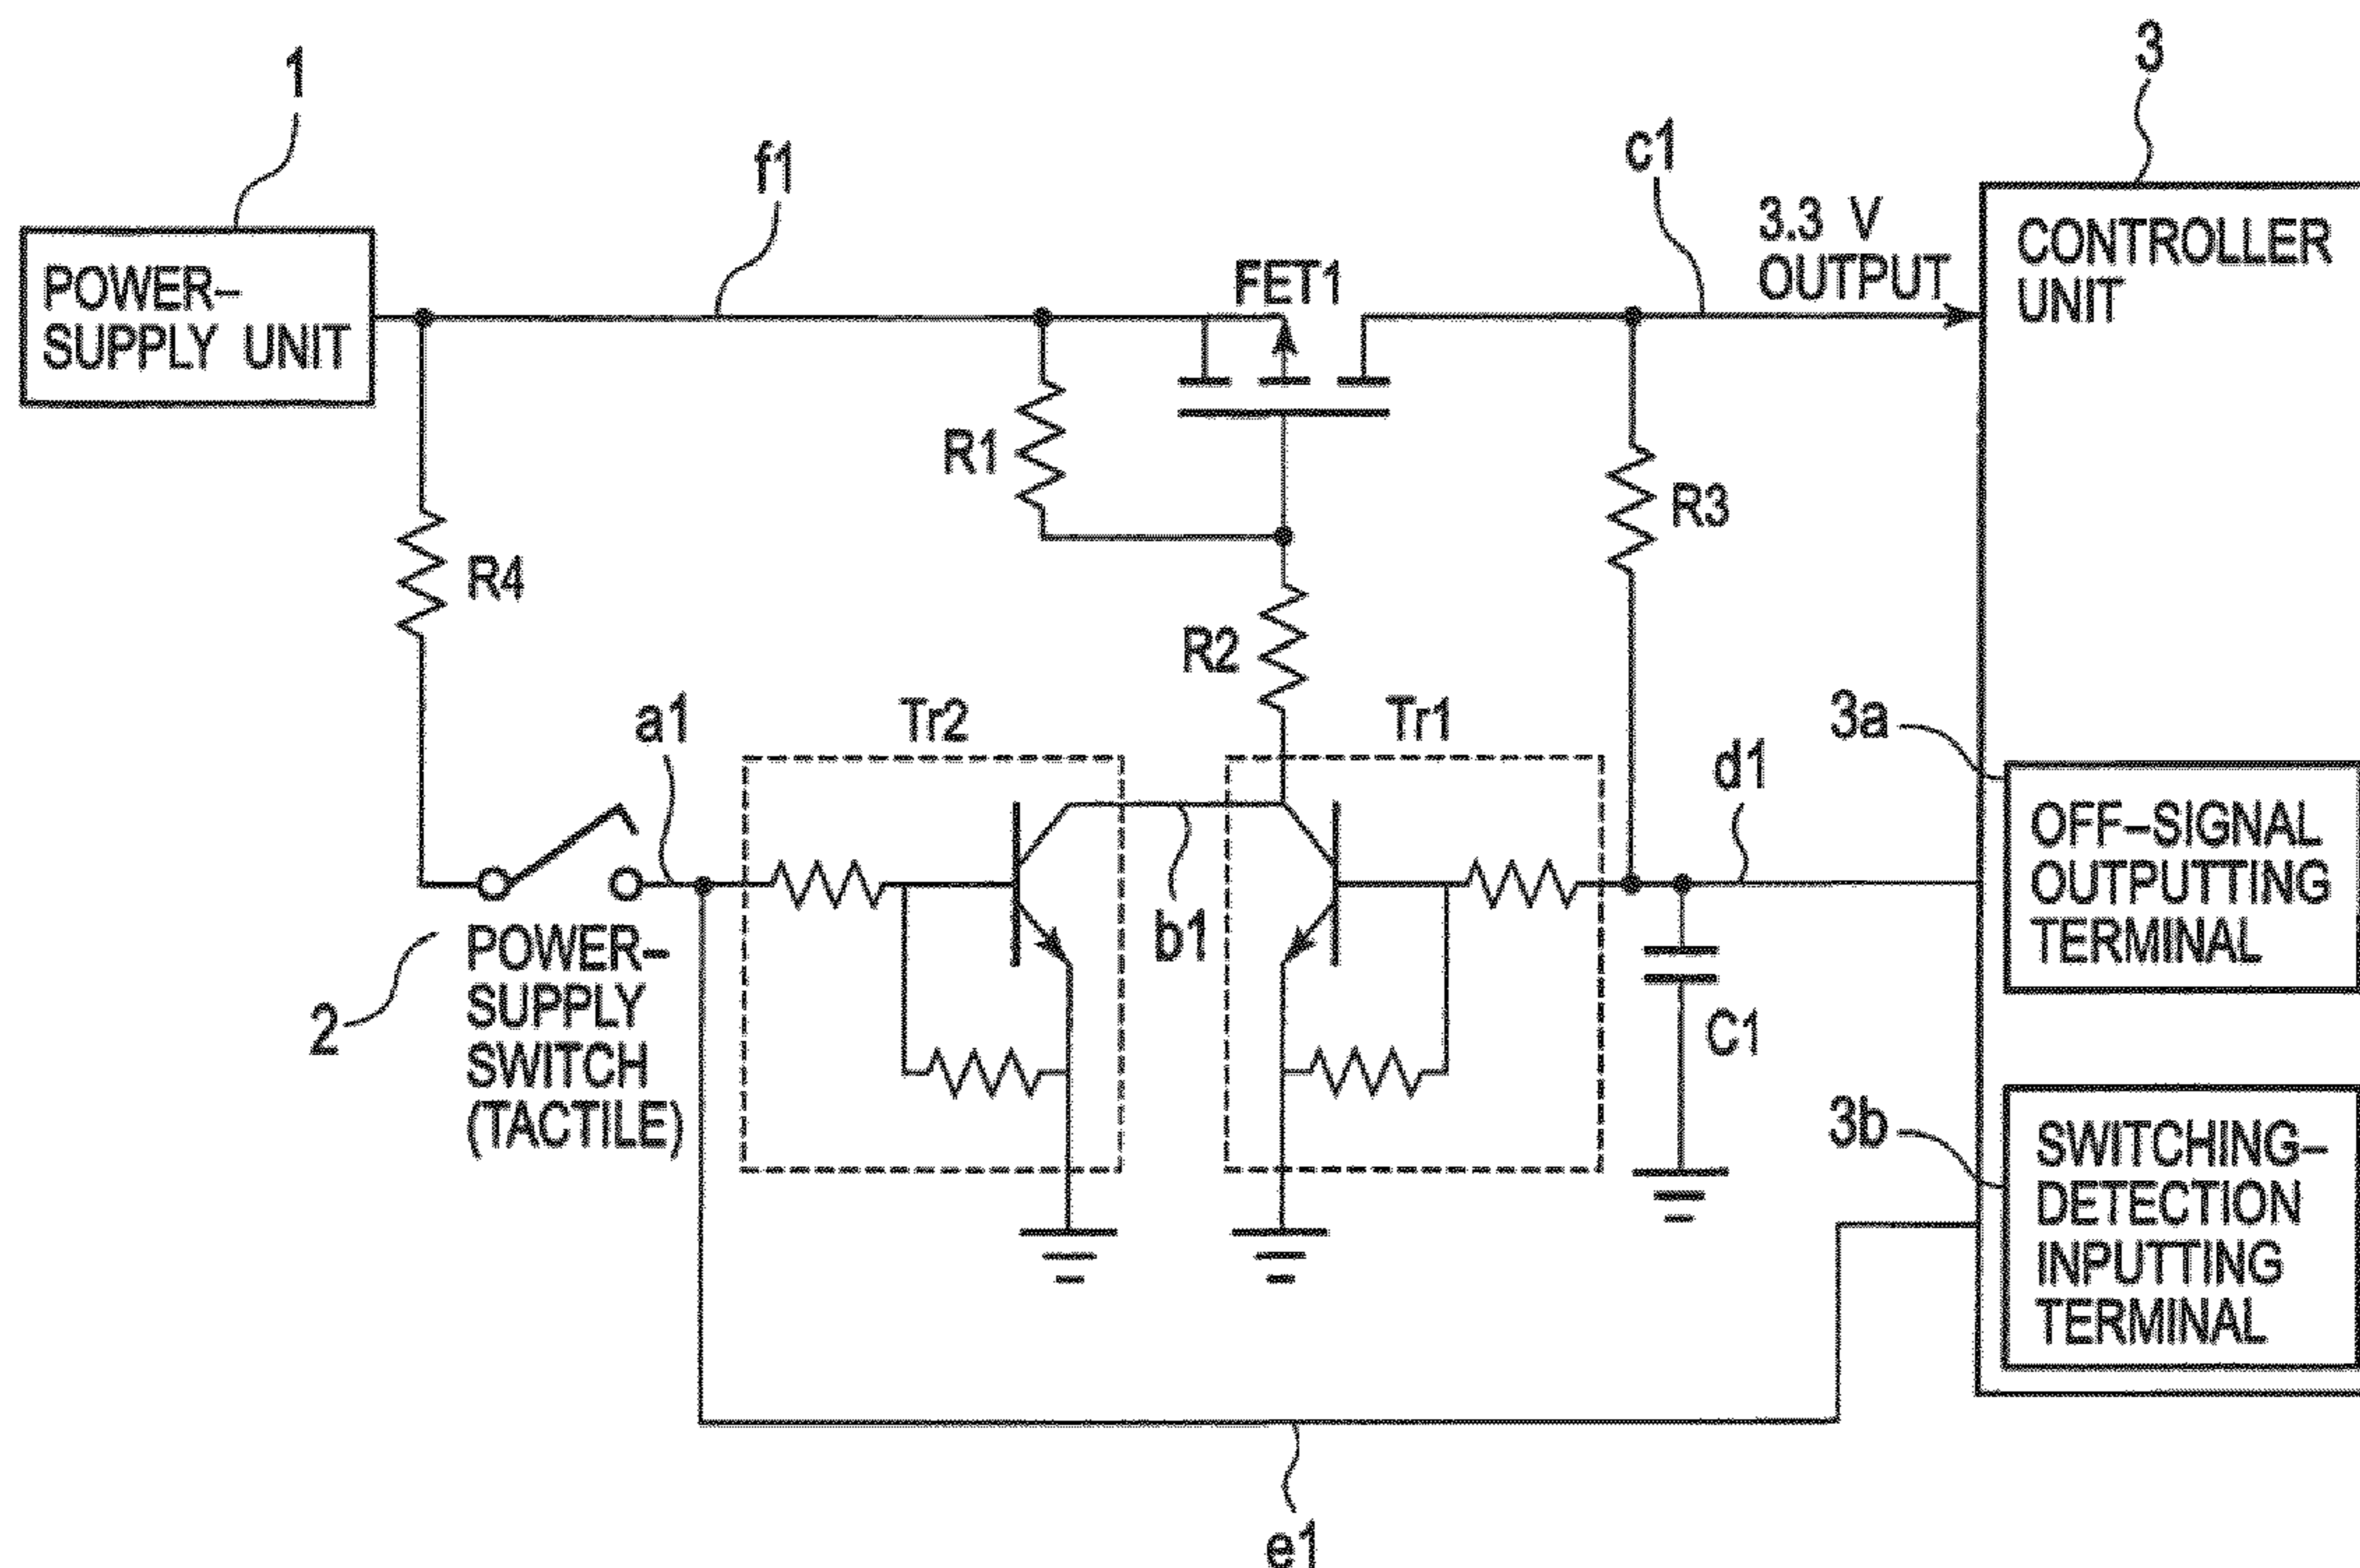 1
3
f1
c1
POWER-
SUPPLY UNIT
FET1
3.3 V
OUTPUT
CONTROLLER
UNIT
R1
R3
R4
R2
a1
Tr2
Tr1
3a
d1
OFF-SIGNAL
OUTPUTTING
TERMINAL
b1
2
POWER-
SUPPLY
SWITCH
(TACTILE)
C1
3b
SWITCHING-
DETECTION
INPUTTING
TERMINAL
e1